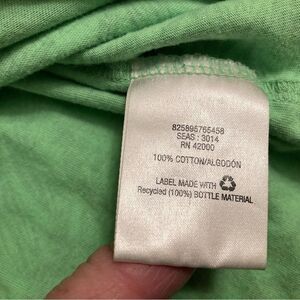 825895765458
SEAS : 3014
RN 42000
100% COTTON/ALGODÓN
LABEL MADE WITH
Recycled (100%) BOTTLE MATERIAL